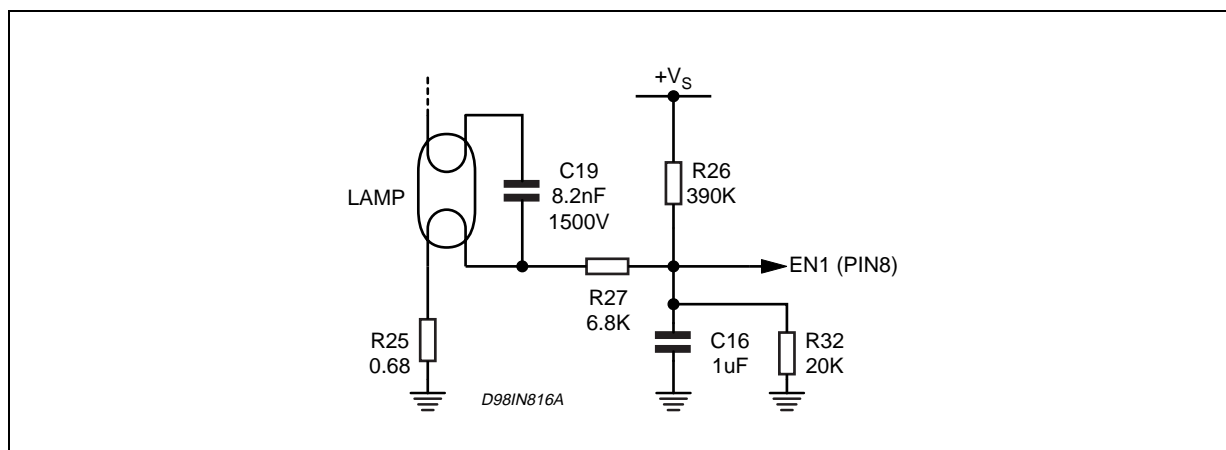 +VS
LAMP
C19
8.2nF
1500V
R26
390K
EN1 (PIN8)
R27
6.8K
R25
0.68
C16
1uF
R32
20K
D98IN816A